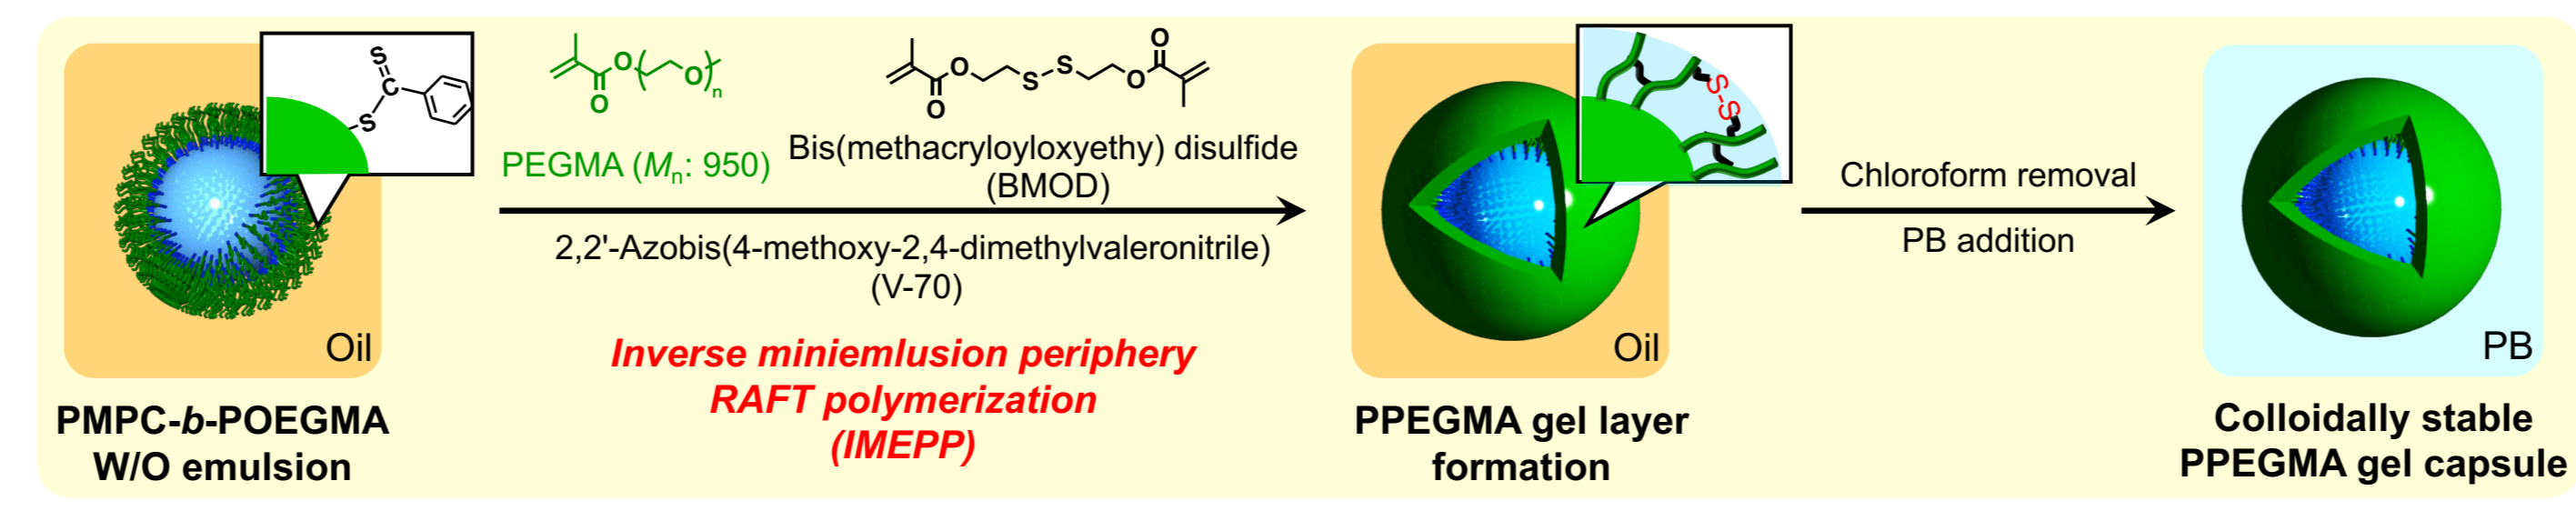 S
C
S
Oil
PMPC-b-POEGMA
W/O emulsion
O
O
O
n
PEGMA (Mn: 950)
O
O
S
S
O
O
Bis(methacryloyloxyethy) disulfide
(BMOD)
2,2'-Azobis(4-methoxy-2,4-dimethylvaleronitrile)
(V-70)
Inverse miniemlusion periphery
RAFT polymerization
(IMEPP)
S-S
Oil
PPEGMA gel layer
formation
Chloroform removal
PB addition
PB
Colloidally stable
PPEGMA gel capsule